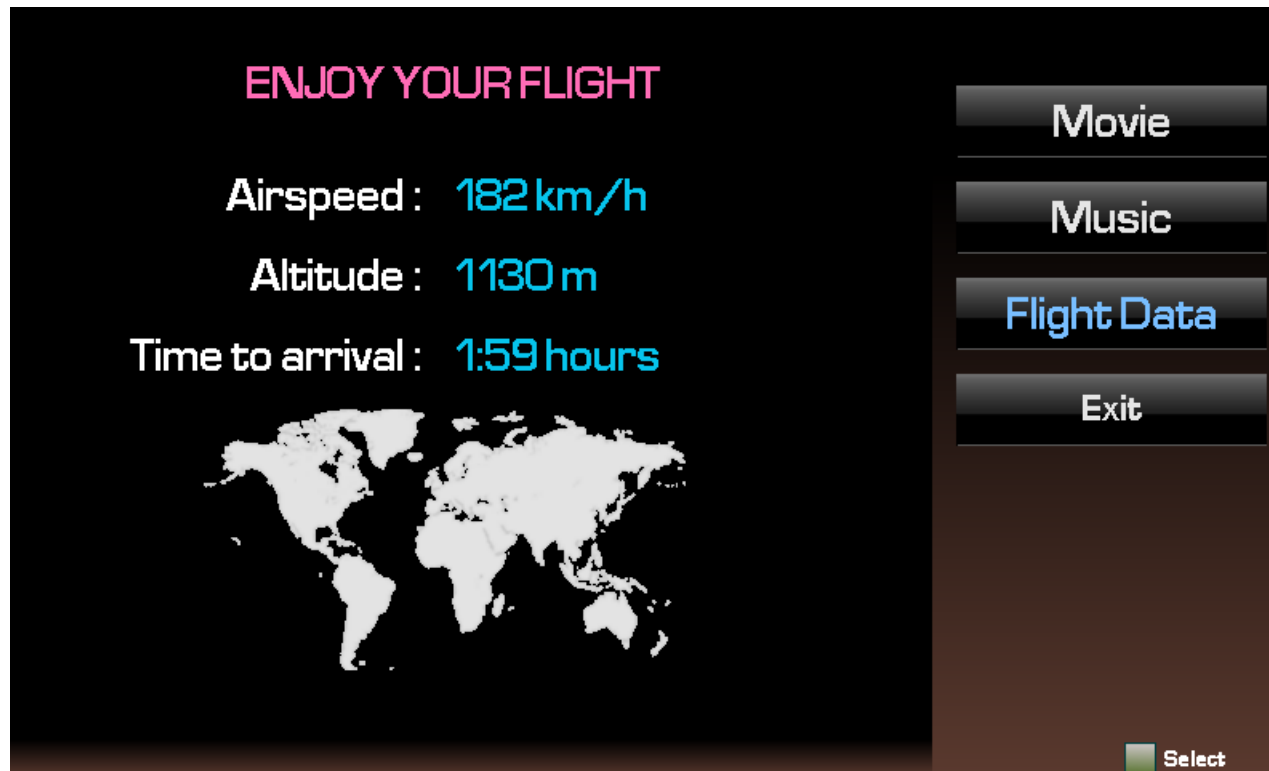 ENJOY YOUR FLIGHT
Airspeed : 182 km/h
Altitude : 1130 m
Time to arrival : 1:59 hours
Movie
Music
Flight Data
Exit
Select